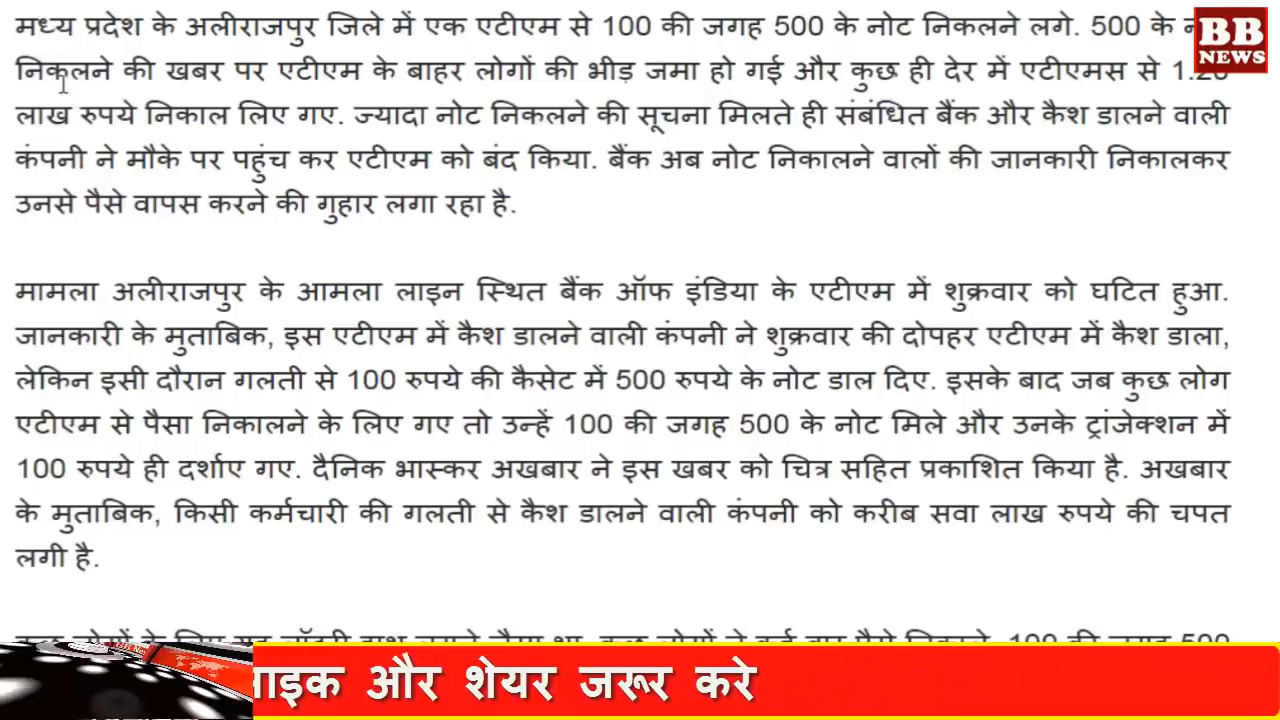 मध्य प्रदेश के अलीराजपुर जिले में एक एटीएम से 100 की जगह 500 के नोट निकलने लगे. 500 के
निकलने की खबर पर एटीएम के बाहर लोगों की भीड़ जमा हो गई और कुछ ही देर में एटीएमस से 1.20
लाख रुपये निकाल लिए गए. ज्यादा नोट निकलने की सूचना मिलते ही संबंधित बैंक और कैश डालने वाली
कंपनी ने मौके पर पहुंच कर एटीएम को बंद किया. बैंक अब नोट निकालने वालों की जानकारी निकालकर
उनसे पैसे वापस करने की गुहार लगा रहा है.
मामला अलीराजपुर के आमला लाइन स्थित बैंक ऑफ इंडिया के एटीएम में शुक्रवार को घटित हुआ.
जानकारी के मुताबिक, इस एटीएम में कैश डालने वाली कंपनी ने शुक्रवार की दोपहर एटीएम में कैश डाला,
लेकिन इसी दौरान गलती से 100 रुपये की कैसेट में 500 रुपये के नोट डाल दिए. इसके बाद जब कुछ लोग
एटीएम से पैसा निकालने के लिए गए तो उन्हें 100 की जगह 500 के नोट मिले और उनके ट्रांजेक्शन में
100 रुपये ही दर्शाए गए. दैनिक भास्कर अखबार ने इस खबर को चित्र सहित प्रकाशित किया है. अखबार
के मुताबिक, किसी कर्मचारी की गलती से कैश डालने वाली कंपनी को करीब सवा लाख रुपये की चपत
लगी है.
BB
NEWS
और शेयर जरूर करे